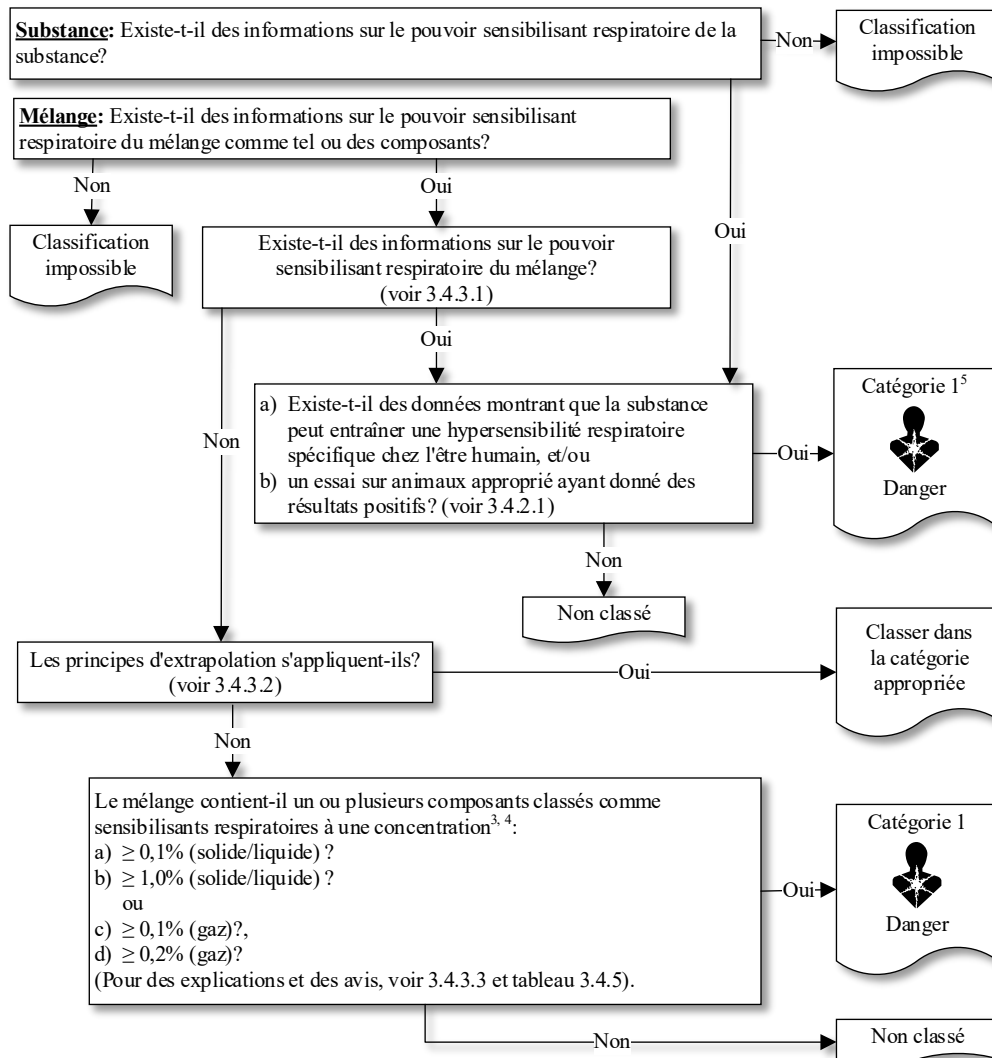 Substance: Existe-t-il des informations sur le pouvoir sensibilisant respiratoire de la
substance?
Non
Classification
impossible
Mélange: Existe-t-il des informations sur le pouvoir sensibilisant
respiratoire du mélange comme tel ou des composants?
Non
Oui
Oui
Classification
impossible
Existe-t-il des informations sur le pouvoir
sensibilisant respiratoire du mélange?
(voir 3.4.3.1)
Oui
Non
a) Existe-t-il des données montrant que la substance
peut entraîner une hypersensibilité respiratoire
spécifique chez l'être humain, et/ou
b) un essai sur animaux approprié ayant donné des
résultats positifs? (voir 3.4.2.1)
Oui
Catégorie 1⁵
Danger
Non
Non classé
Les principes d'extrapolation s'appliquent-ils?
(voir 3.4.3.2)
Oui
Classer dans
la catégorie
appropriée
Non
Le mélange contient-il un ou plusieurs composants classés comme
sensibilisants respiratoires à une concentration³, ⁴:
a) ≥ 0,1% (solide/liquide) ?
b) ≥ 1,0% (solide/liquide) ?
ou
c) ≥ 0,1% (gaz)?,
d) ≥ 0,2% (gaz)?
(Pour des explications et des avis, voir 3.4.3.3 et tableau 3.4.5).
Oui
Catégorie 1
Danger
Non
Non classé